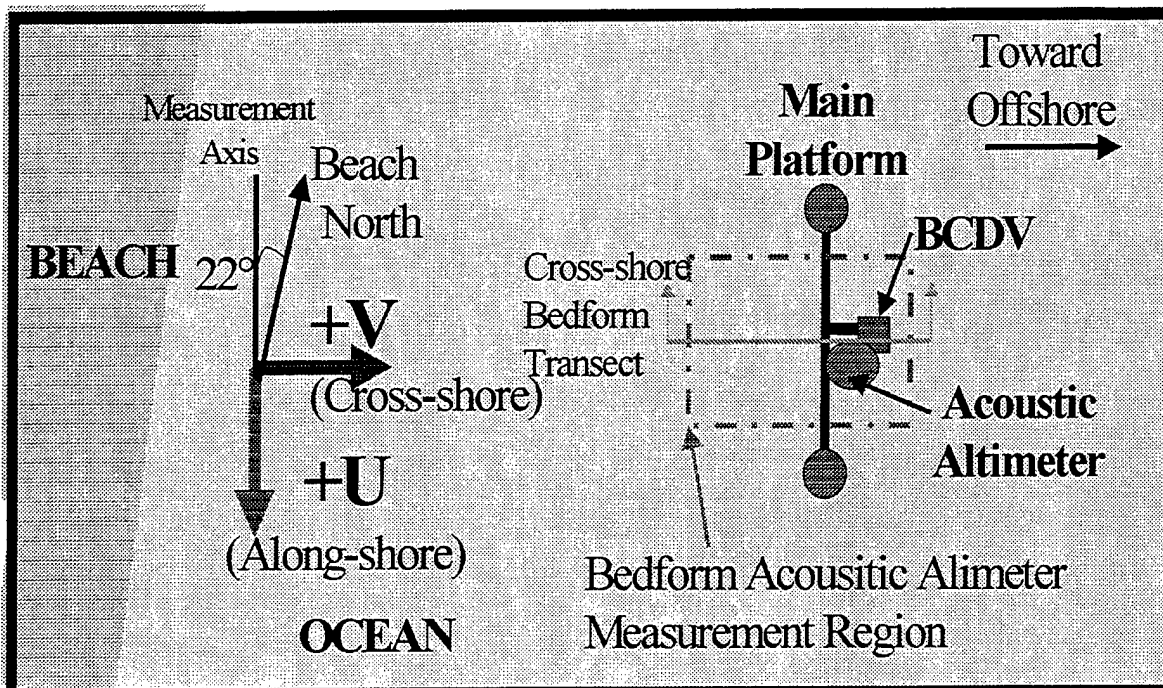 Measurement
Axis
Beach
North
BEACH
22°
+V
(Cross-shore)
+U
(Along-shore)
OCEAN
Main
Platform
Toward
Offshore
BCDV
Cross-shore
Bedform
Transect
Acoustic
Altimeter
Bedform Acousitic Alimeter
Measurement Region